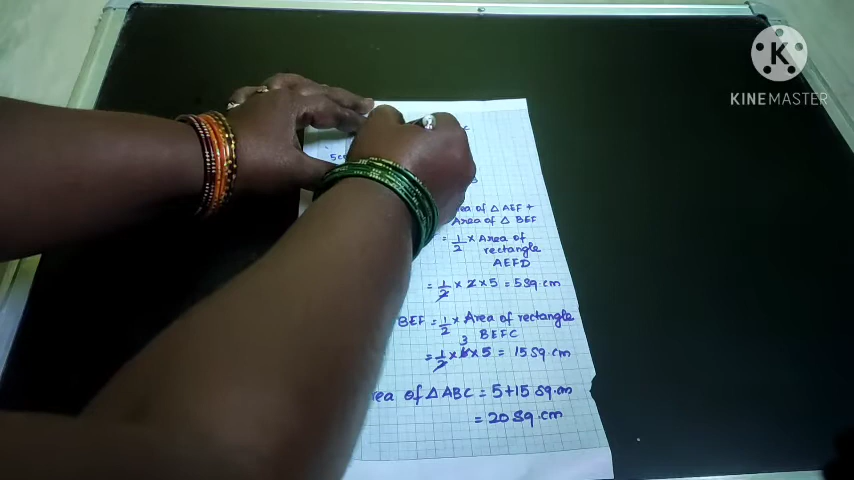 K
KINEMASTER
C
5c
ea of △ AEF +
Area of △ BEF
= 1/2 × Area of
rectangle
AEFD
= 1/2 × 2 × 5 = 5 Sq.cm
BEF = 1/2 × Area of rectangle
BEFC
3
= 1/2 × 6 × 5 = 15 Sq.cm
ea of △ABC = 5+15 Sq.cm
= 20 Sq.cm